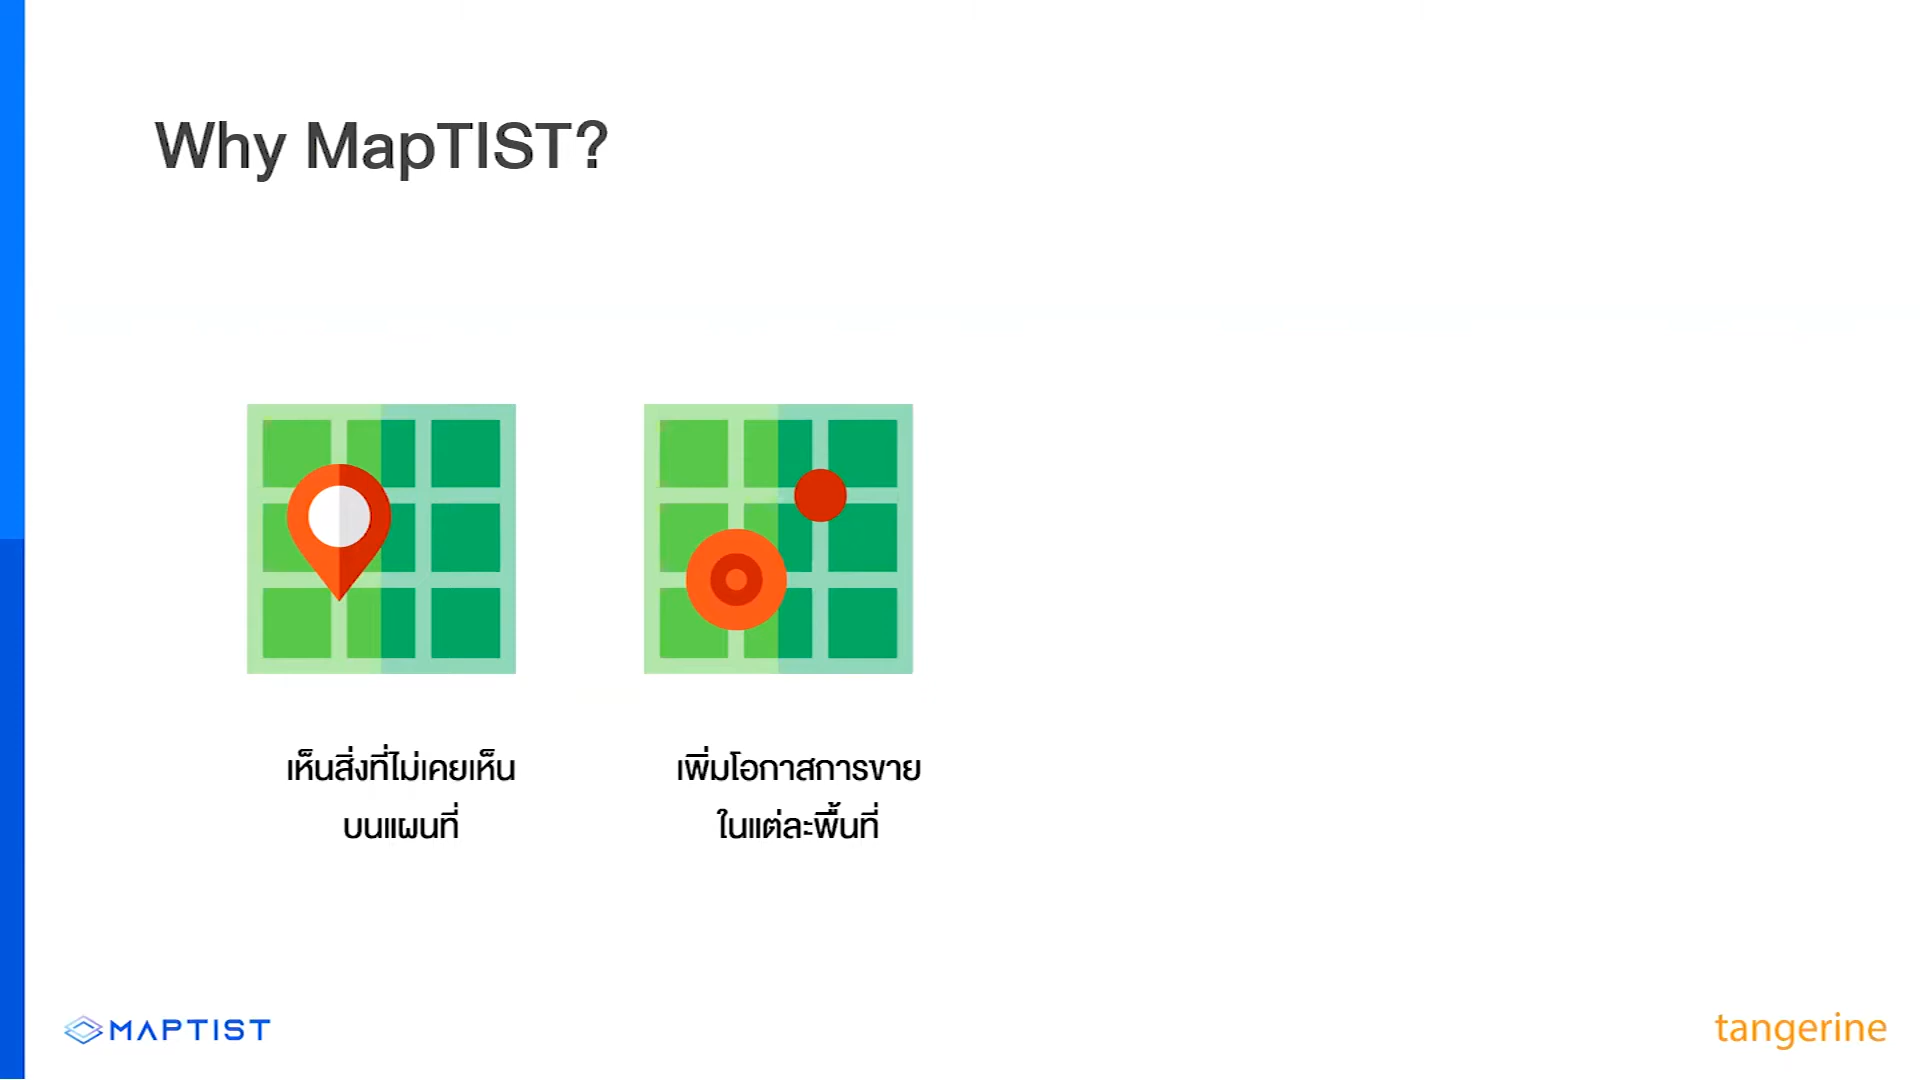 Why MapTIST?
เห็นสิ่งที่ไม่เคยเห็น
บนแผนที่
เพิ่มโอกาสการขาย
ในแต่ละพื้นที่
MAPTIST
tangerine